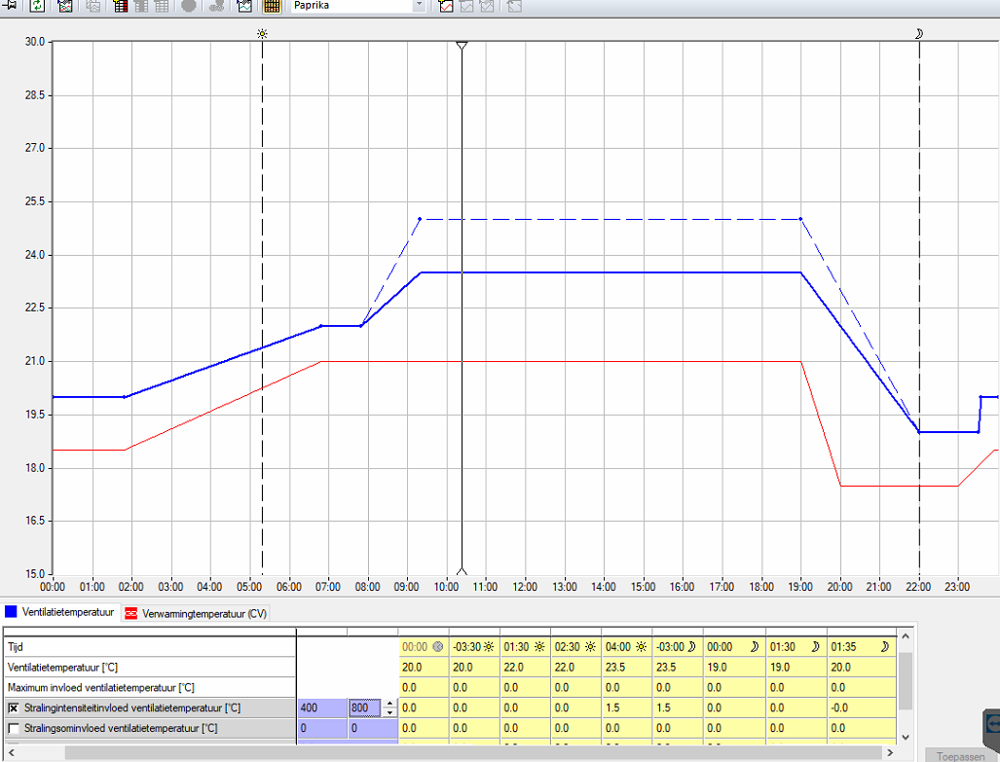 Paprika
30.0
28.5
27.0
25.5
24.0
22.5
21.0
19.5
18.0
16.5
15.0
00:00 01:00 02:00 03:00 04:00 05:00 06:00 07:00 08:00 09:00 10:00 11:00 12:00 13:00 14:00 15:00 16:00 17:00 18:00 19:00 20:00 21:00 22:00 23:00
Ventilatietemperatuur Verwarmingtemperatuur (CV)
Tijd 00:00 -03:30 01:30 02:30 04:00 -03:00 00:00 01:30 01:35
Ventilatietemperatuur [°C] 20.0 20.0 22.0 22.0 23.5 23.5 19.0 19.0 20.0
Maximum invloed ventilatietemperatuur [°C] 0.0 0.0 0.0 0.0 0.0 0.0 0.0 0.0 0.0
Stralingintensiteitinvloed ventilatietemperatuur [°C] 400 800 0.0 0.0 0.0 0.0 1.5 1.5 0.0 0.0 -0.0
Stralingsominvloed ventilatietemperatuur [°C] 0 0 0.0 0.0 0.0 0.0 0.0 0.0 0.0 0.0 0.0
Toepassen